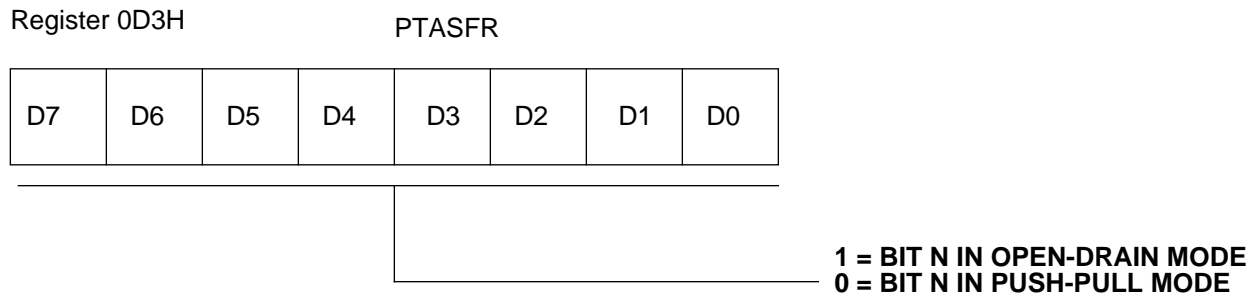 Register 0D3H PTASFR
D7 D6 D5 D4 D3 D2 D1 D0
1 = BIT N IN OPEN-DRAIN MODE
0 = BIT N IN PUSH-PULL MODE